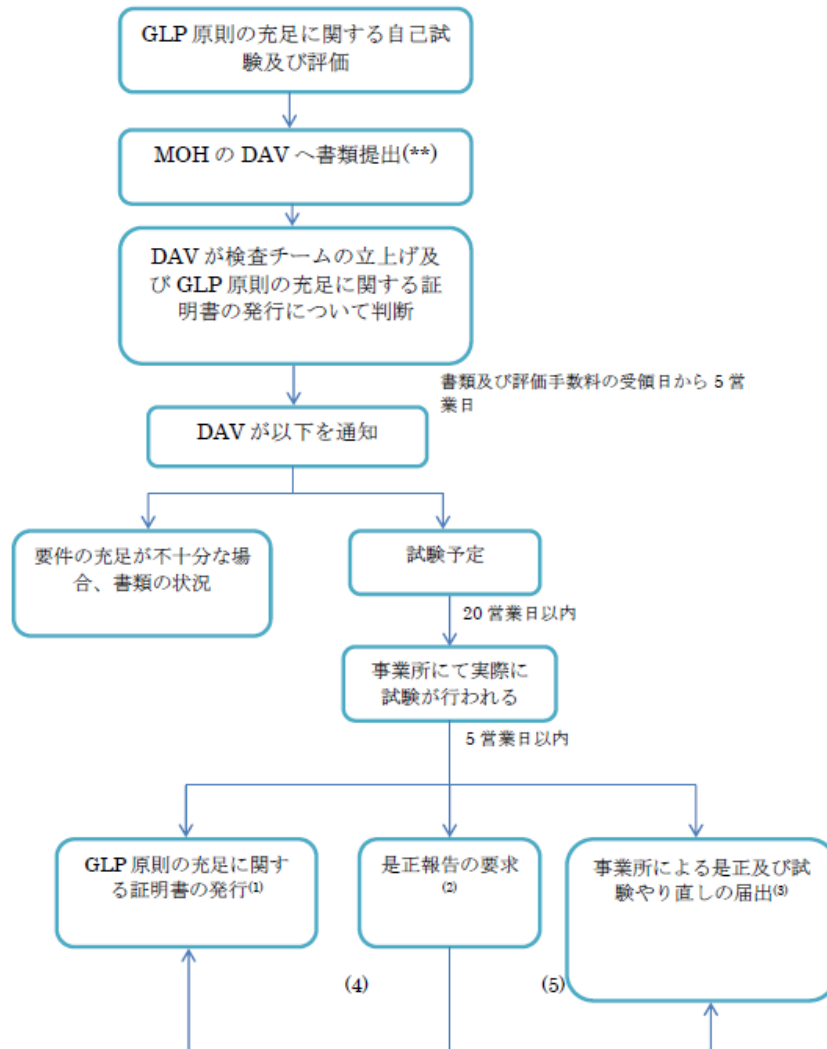 GLP 原則の充足に関する自己試
験及び評価
MOH の DAV へ書類提出(**)
DAV が検査チームの立上げ及
び GLP 原則の充足に関する証
明書の発行について判断
書類及び評価手数料の受領日から 5 営
業日
DAV が以下を通知
要件の充足が不十分な場
合、書類の状況
試験予定
20 営業日以内
事業所にて実際に
試験が行われる
5 営業日以内
GLP 原則の充足に関す
る証明書の発行(1)
是正報告の要求
(2)
事業所による是正及び試
験やり直しの届出(3)
(4)
(5)